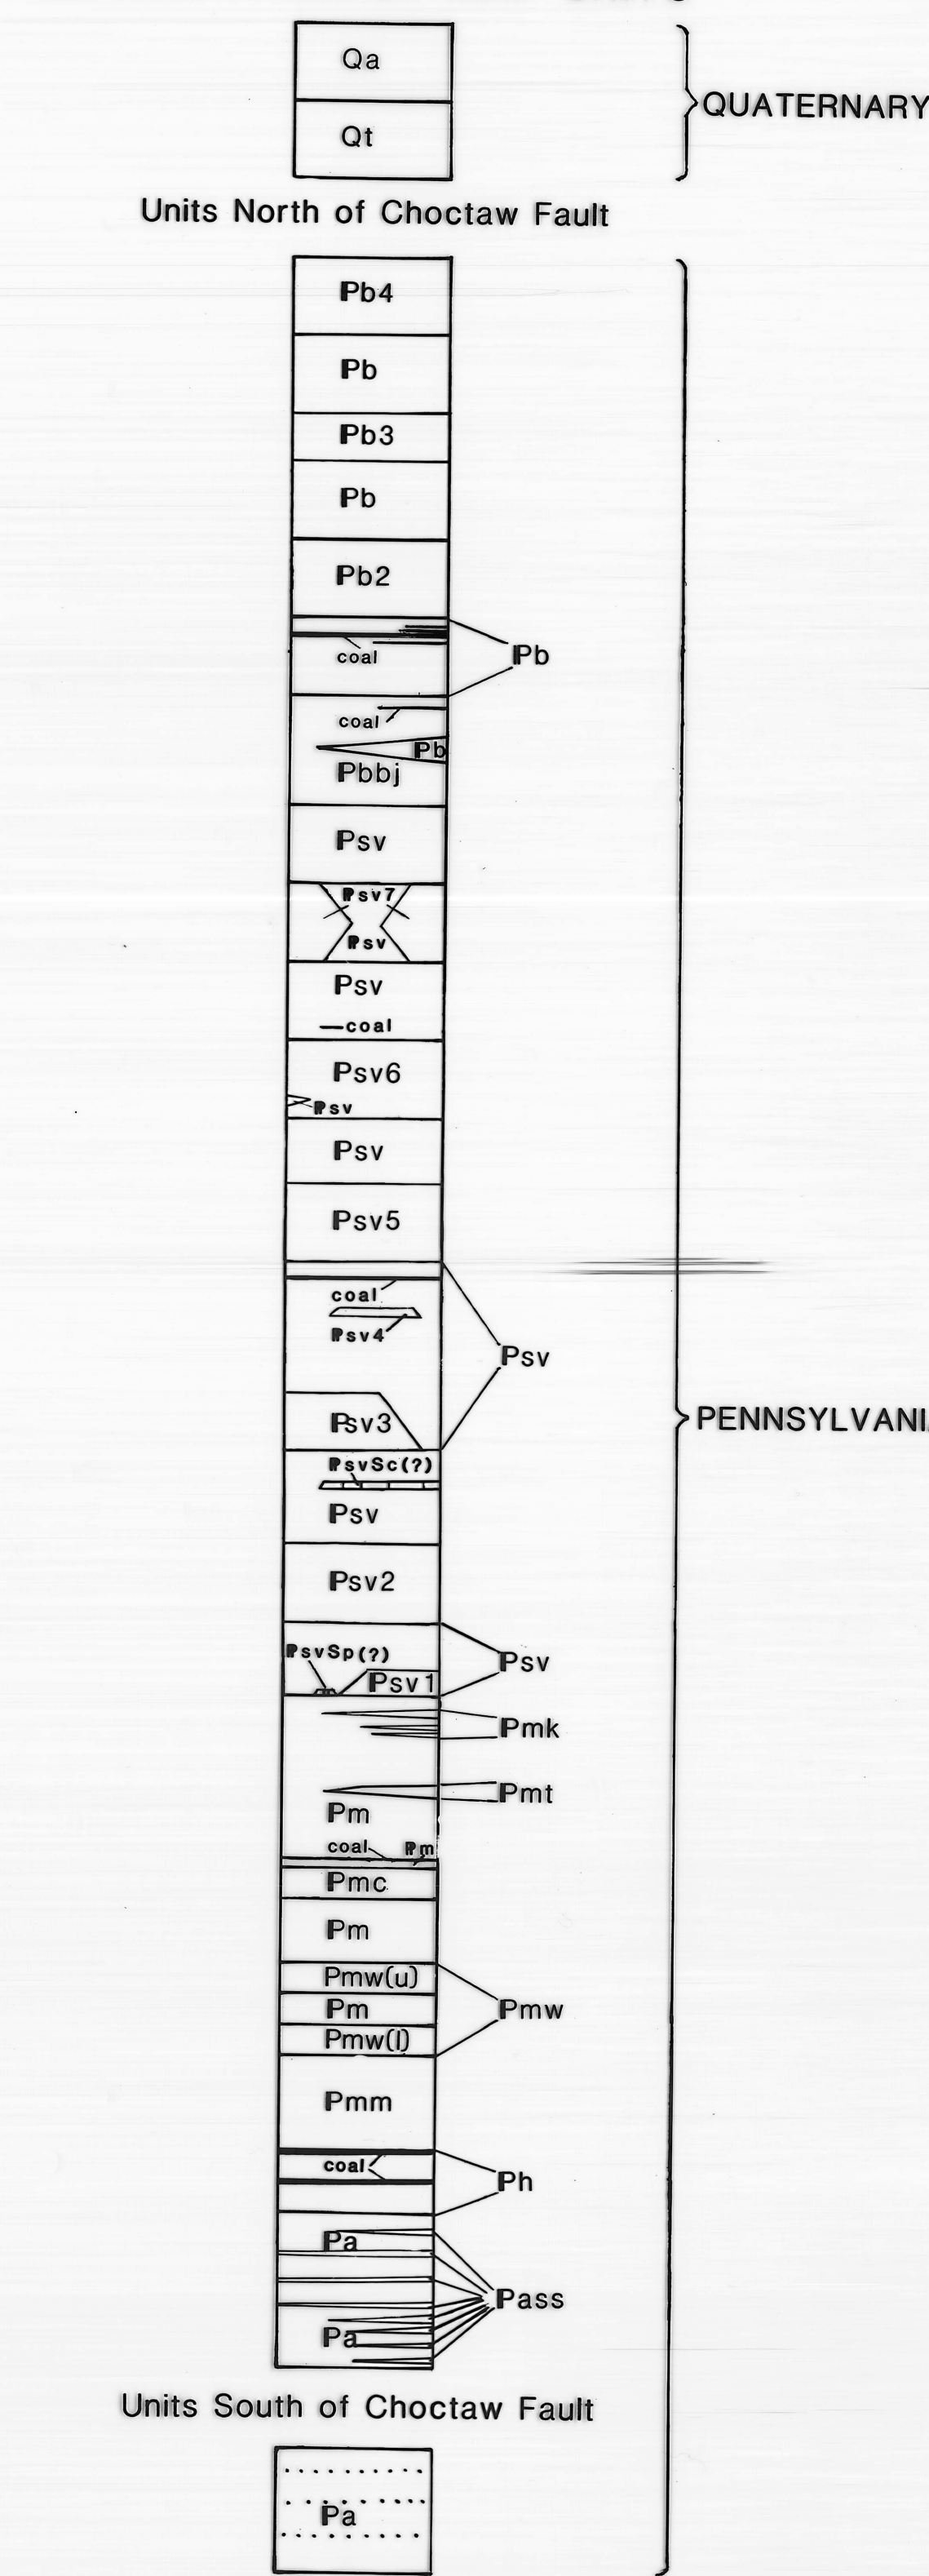 Qa
Qt
QUATERNARY
Units North of Choctaw Fault
Pb4
Pb
Pb3
Pb
Pb2
coal
Pb
coal
Pb
Pbbj
Psv
Psv7
Psv
Psv
coal
Psv6
Psv
Psv
Psv5
coal
Psv4
Psv
Psv3
PENNSYLVANI
PsvSc(?)
Psv
Psv2
PsvSp(?)
Psv
Psv1
Pmk
Pmt
Pm
coal
Pm
Pmc
Pm
Pmw(u)
Pm
Pmw
Pmw(l)
Pmm
coal
Ph
Pa
Pass
Pa
Units South of Choctaw Fault
Pa